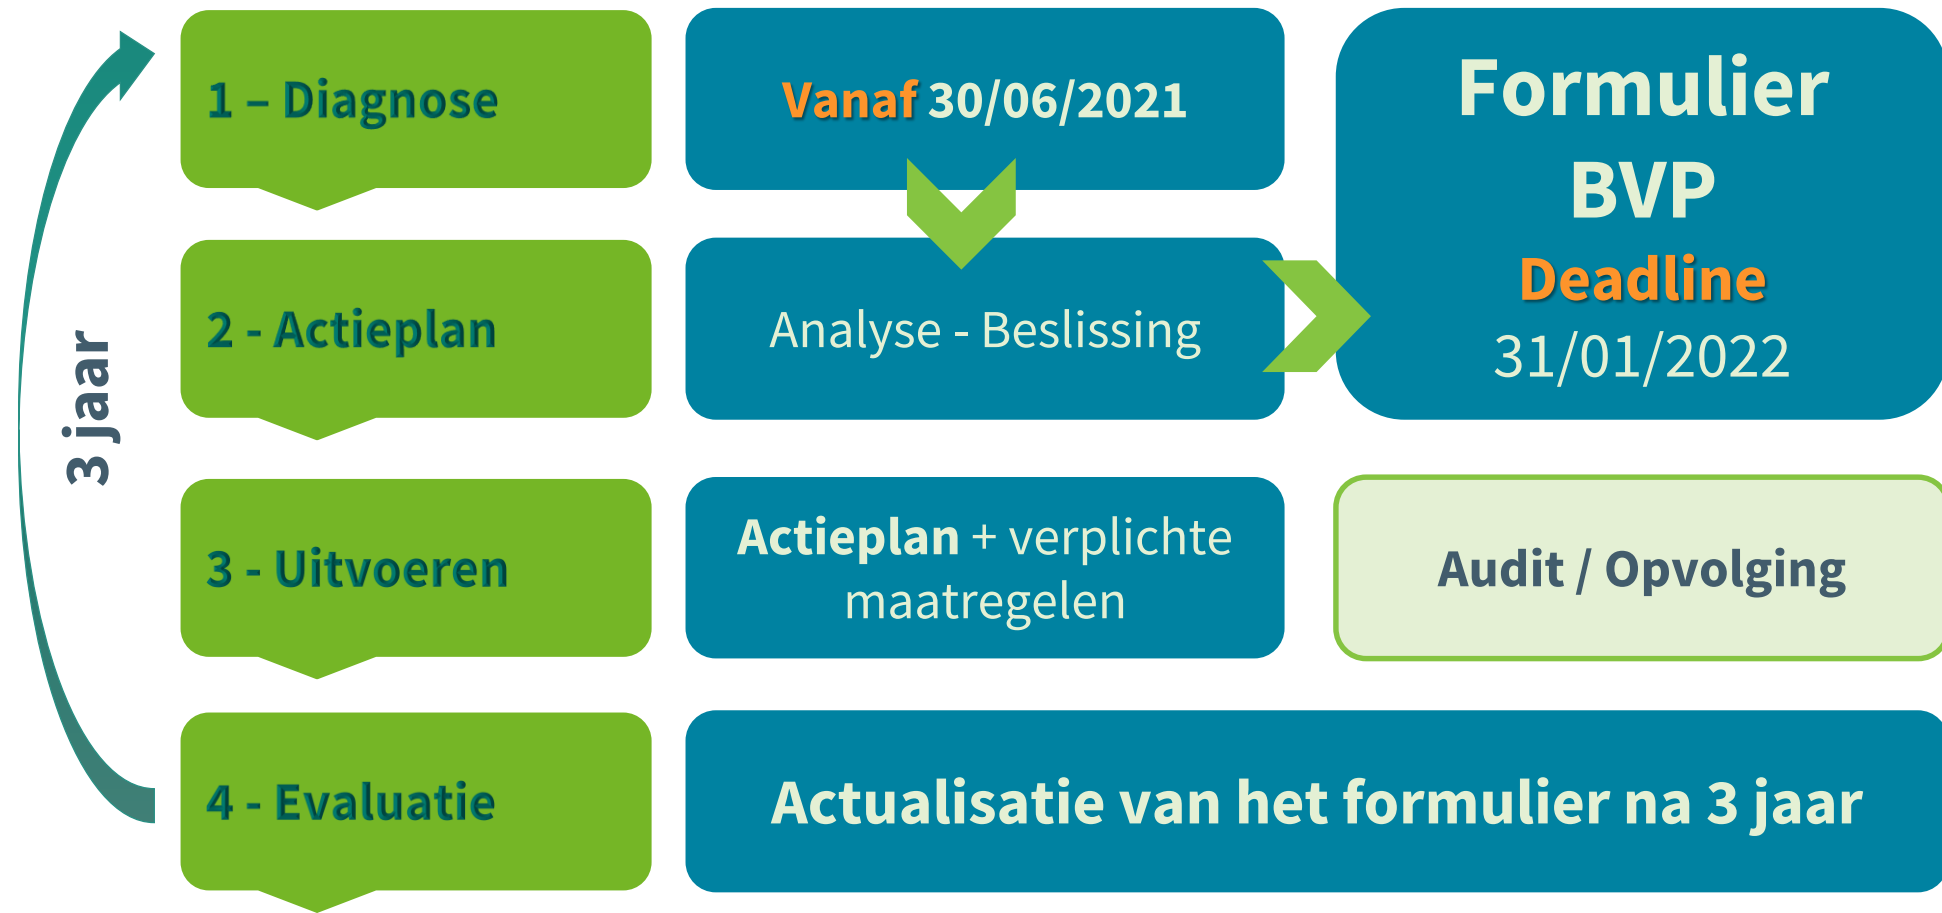 1 – Diagnose
Vanaf 30/06/2021
Formulier
BVP
Deadline
31/01/2022
2 - Actieplan
Analyse - Beslissing
3 jaar
3 - Uitvoeren
Actieplan + verplichte
maatregelen
Audit / Opvolging
4 - Evaluatie
Actualisatie van het formulier na 3 jaar